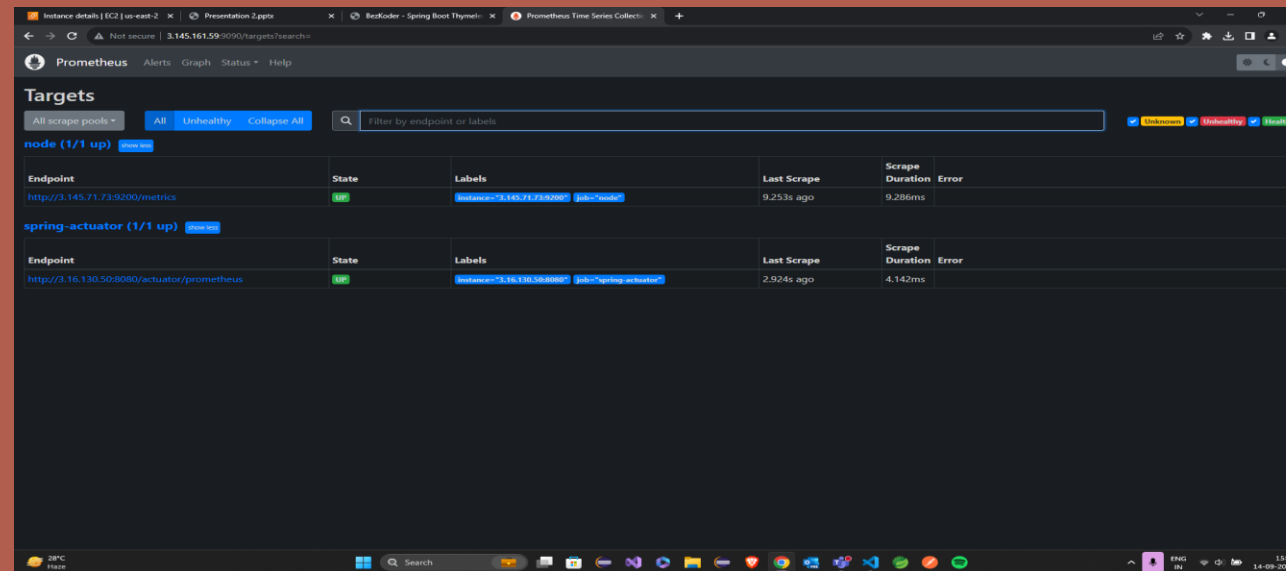 Instance details | EC2 | us-east-2
Presentation 2.pptx
BezKoder - Spring Boot Thymele
Prometheus Time Series Collecti
Not secure | 3.145.161.59:9090/targets?search=
Prometheus Alerts Graph Status Help
Targets
All scrape pools All Unhealthy Collapse All Filter by endpoint or labels Unknown Unhealthy Healt
node (1/1 up) show less
Endpoint State Labels Last Scrape Scrape Duration Error
http://3.145.71.73:9200/metrics UP instance="3.145.71.73:9200" job="node" 9.253s ago 9.286ms
spring-actuator (1/1 up) show less
Endpoint State Labels Last Scrape Scrape Duration Error
http://3.16.130.50:8080/actuator/prometheus UP instance="3.16.130.50:8080" job="spring-actuator" 2.924s ago 4.142ms
28°C
Haze
Search
ENG
IN
15:
14-09-20